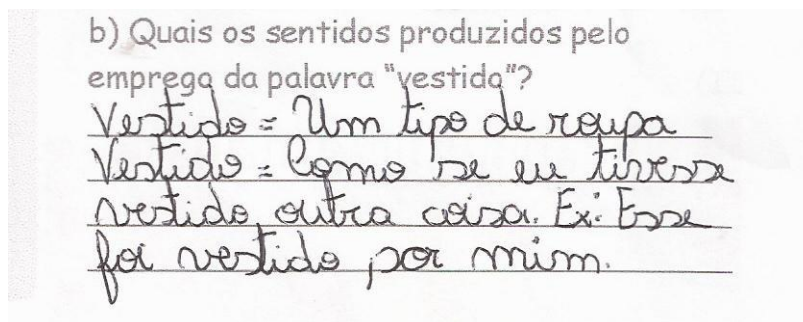 b) Quais os sentidos produzidos pelo
emprego da palavra "vestido"?
Vestido = Um tipo de roupa
Vestido = Como se eu tivesse
vestido outra coisa. Ex: Esse
foi vestido por mim.